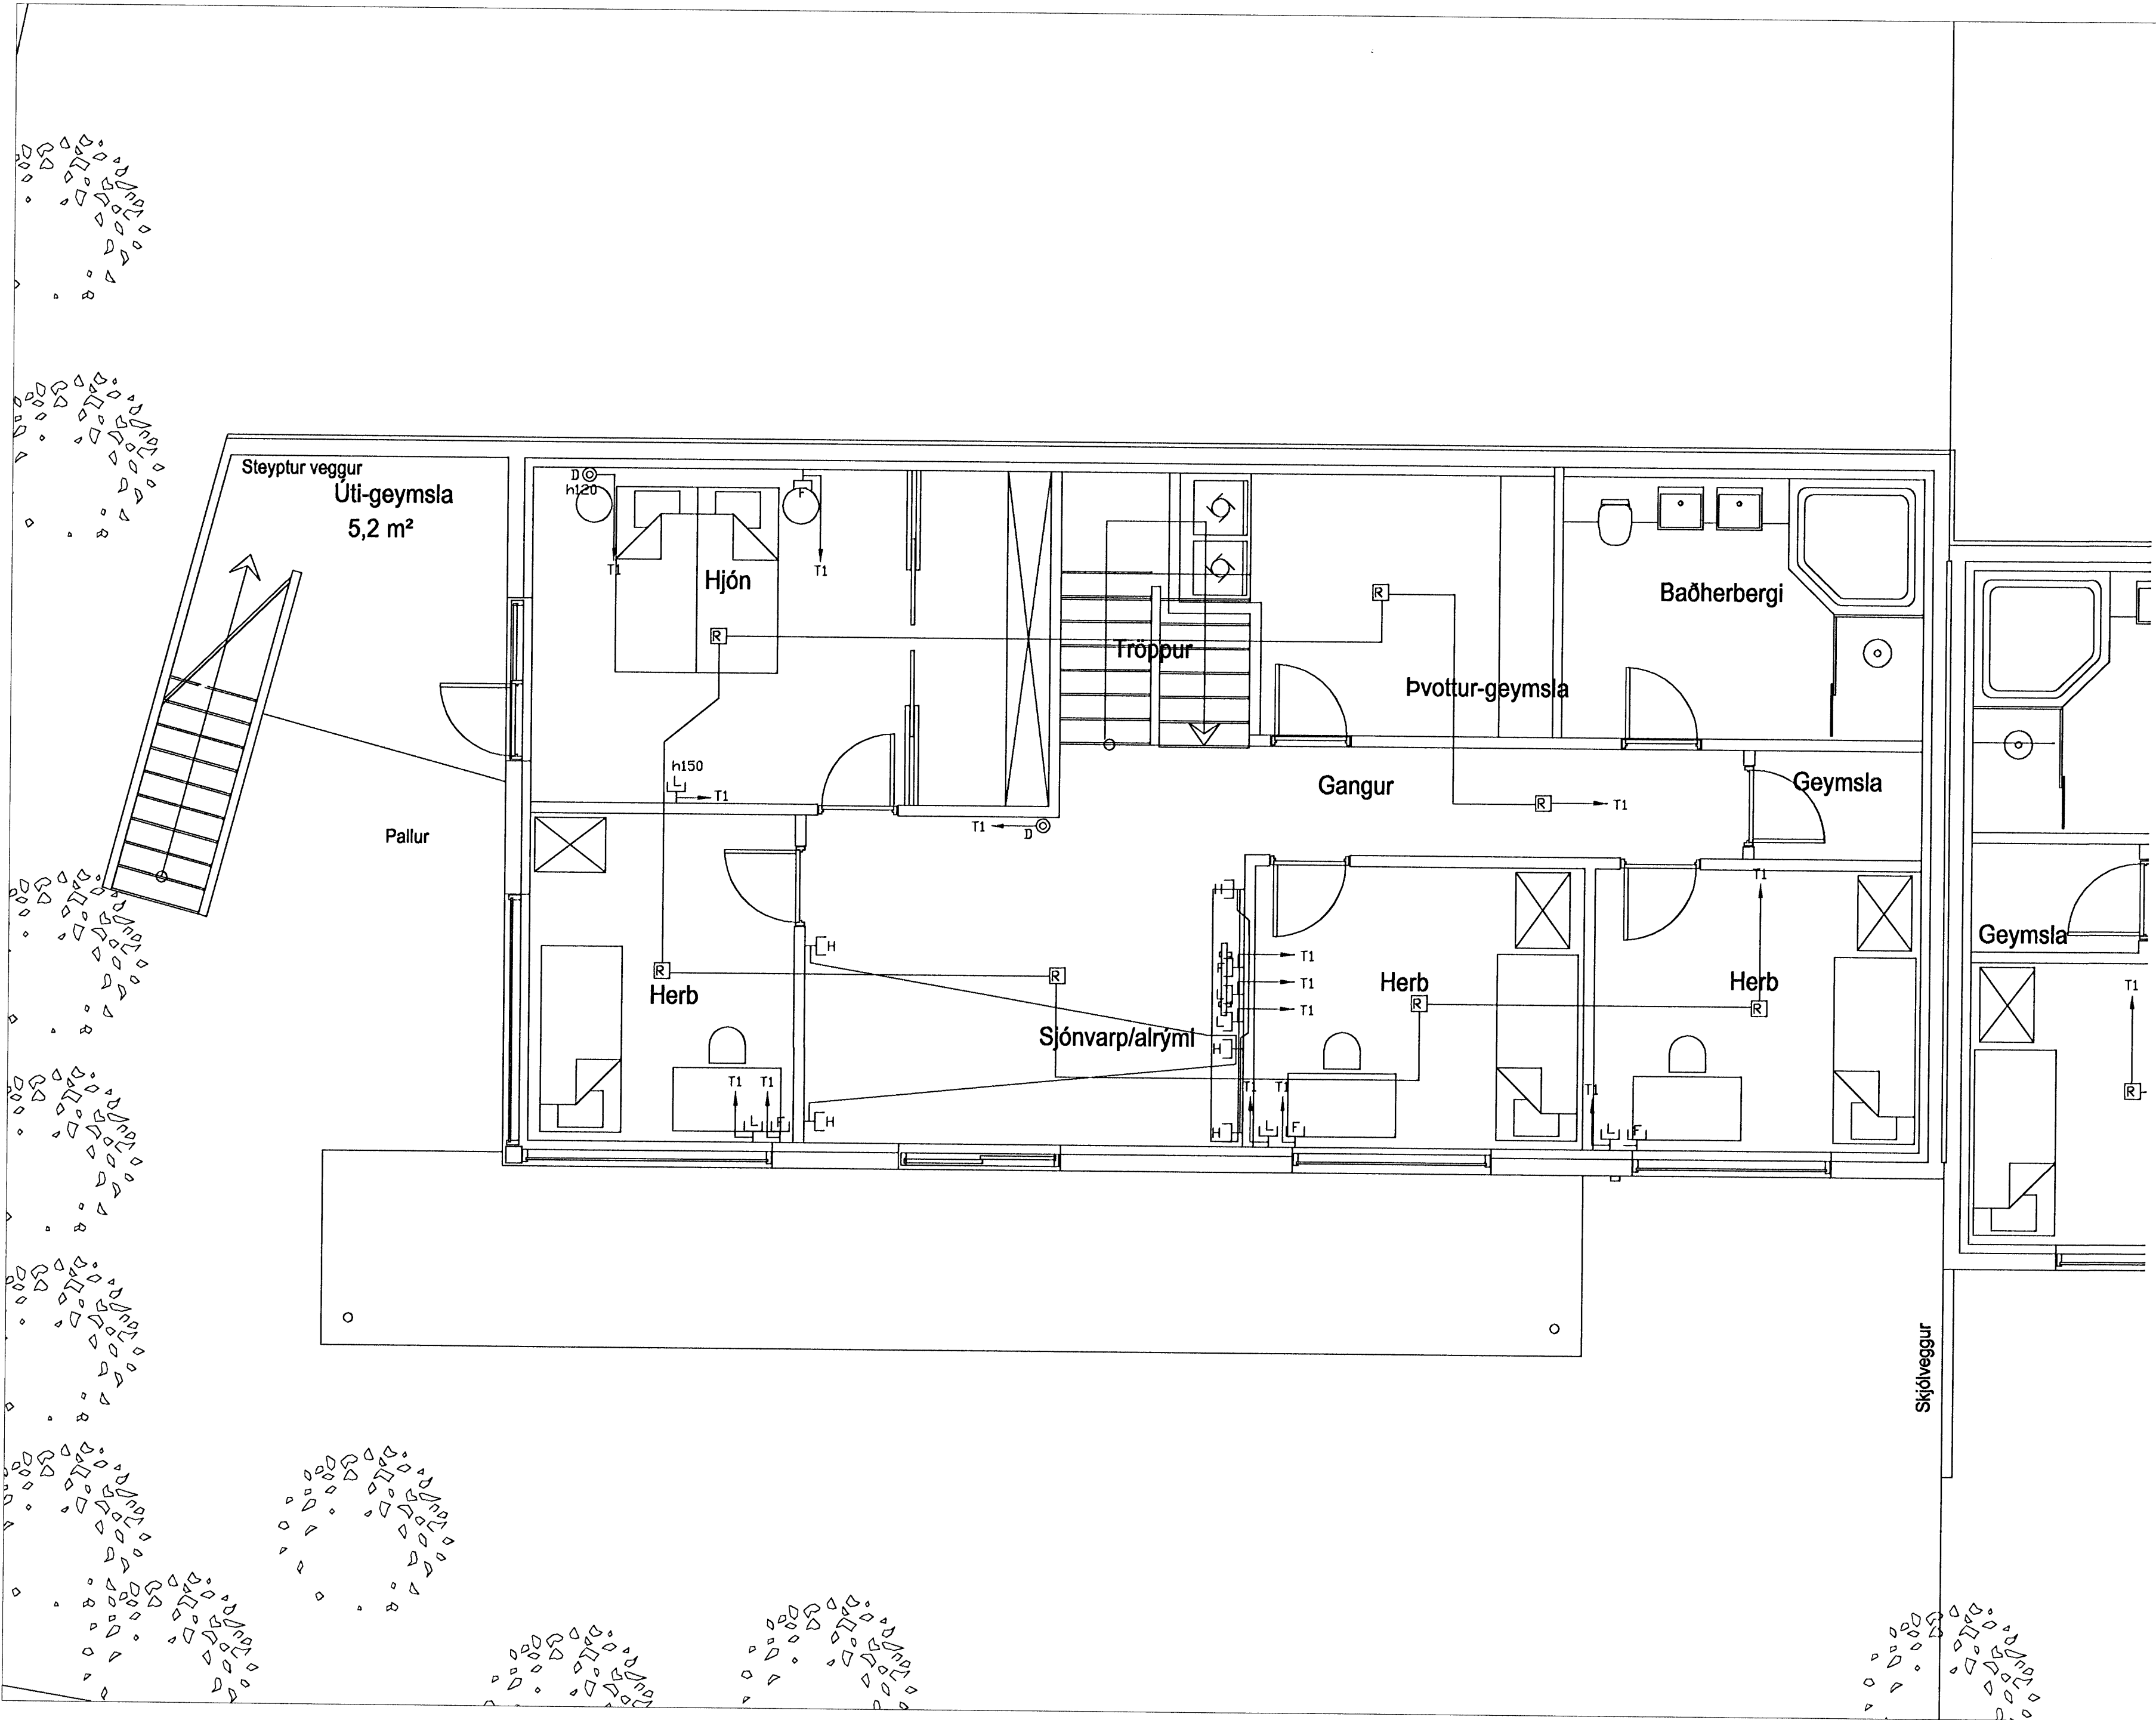 Steyptur veggur
Úti-geymsla
5,2 m²
D
h120
F
T1
T1
Hjón
R
R
Baðherbergi
Tröppur
Þvottur-geymsla
h150
L
T1
Gangur
R
T1
Geymsla
Pallur
T1
D
T1
H
H
T1
F
T1
L
T1
L
R
Herb
R
Herb
R
Herb
R
Geymsla
T1
R
Sjónvarp/alrými
H
T1
T1
L
F
H
H
T1
T1
L
F
T1
L
F
Skjólveggur